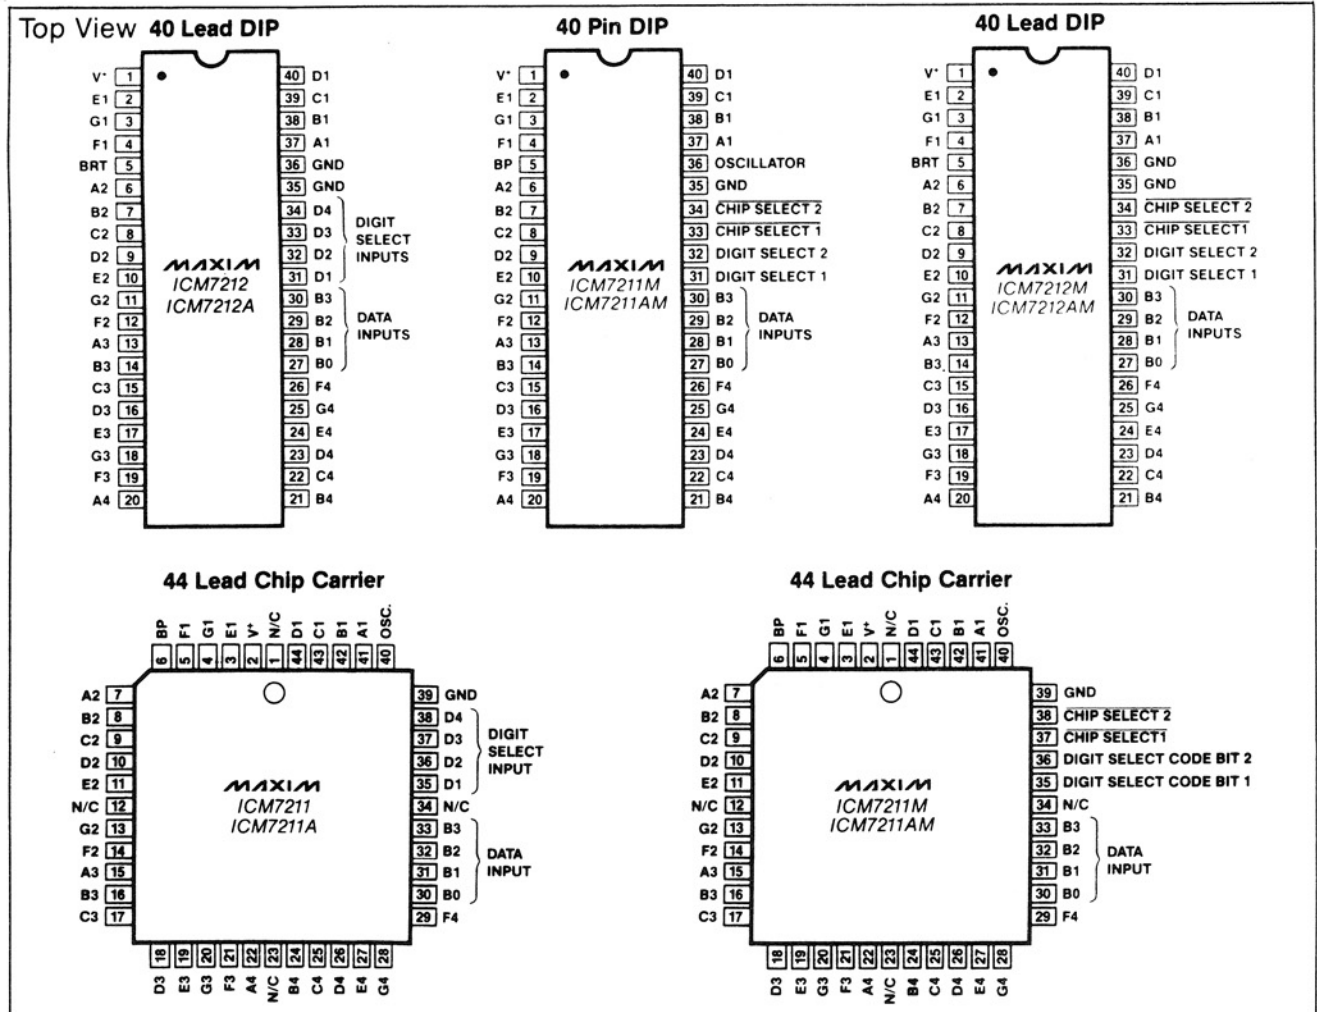 Top View
40 Lead DIP
V+ 1
E1 2
G1 3
F1 4
BRT 5
A2 6
B2 7
C2 8
D2 9
E2 10
G2 11
F2 12
A3 13
B3 14
C3 15
D3 16
E3 17
G3 18
F3 19
A4 20
MAXIM
ICM7212
ICM7212A
40 D1
39 C1
38 B1
37 A1
36 GND
35 GND
34 D4
33 D3
32 D2
31 D1
DIGIT
SELECT
INPUTS
30 B3
29 B2
28 B1
27 B0
DATA
INPUTS
26 F4
25 G4
24 E4
23 D4
22 C4
21 B4
40 Pin DIP
V+ 1
E1 2
G1 3
F1 4
BP 5
A2 6
B2 7
C2 8
D2 9
E2 10
G2 11
F2 12
A3 13
B3 14
C3 15
D3 16
E3 17
G3 18
F3 19
A4 20
MAXIM
ICM7211M
ICM7211AM
40 D1
39 C1
38 B1
37 A1
36 OSCILLATOR
35 GND
34 CHIP SELECT 2
33 CHIP SELECT 1
32 DIGIT SELECT 2
31 DIGIT SELECT 1
30 B3
29 B2
28 B1
27 B0
DATA
INPUTS
26 F4
25 G4
24 E4
23 D4
22 C4
21 B4
40 Lead DIP
V+ 1
E1 2
G1 3
F1 4
BRT 5
A2 6
B2 7
C2 8
D2 9
E2 10
G2 11
F2 12
A3 13
B3 14
C3 15
D3 16
E3 17
G3 18
F3 19
A4 20
MAXIM
ICM7212M
ICM7212AM
40 D1
39 C1
38 B1
37 A1
36 GND
35 GND
34 CHIP SELECT 2
33 CHIP SELECT1
32 DIGIT SELECT 2
31 DIGIT SELECT 1
30 B3
29 B2
28 B1
27 B0
DATA
INPUTS
26 F4
25 G4
24 E4
23 D4
22 C4
21 B4
44 Lead Chip Carrier
BP F1 G1 E1 V+ N/C D1 C1 B1 A1 OSC.
6 5 4 3 2 1 44 43 42 41 40
A2 7
B2 8
C2 9
D2 10
E2 11
N/C 12
G2 13
F2 14
A3 15
B3 16
C3 17
MAXIM
ICM7211
ICM7211A
39 GND
38 D4
37 D3
36 D2
35 D1
DIGIT
SELECT
INPUT
34 N/C
33 B3
32 B2
31 B1
30 B0
DATA
INPUT
29 F4
18 19 20 21 22 23 24 25 26 27 28
D3 E3 G3 F3 A4 N/C B4 C4 D4 E4 G4
44 Lead Chip Carrier
BP F1 G1 E1 V+ N/C D1 C1 B1 A1 OSC.
6 5 4 3 2 1 44 43 42 41 40
A2 7
B2 8
C2 9
D2 10
E2 11
N/C 12
G2 13
F2 14
A3 15
B3 16
C3 17
MAXIM
ICM7211M
ICM7211AM
39 GND
38 CHIP SELECT 2
37 CHIP SELECT1
36 DIGIT SELECT CODE BIT 2
35 DIGIT SELECT CODE BIT 1
34 N/C
33 B3
32 B2
31 B1
30 B0
DATA
INPUT
29 F4
18 19 20 21 22 23 24 25 26 27 28
D3 E3 G3 F3 A4 N/C B4 C4 D4 E4 G4